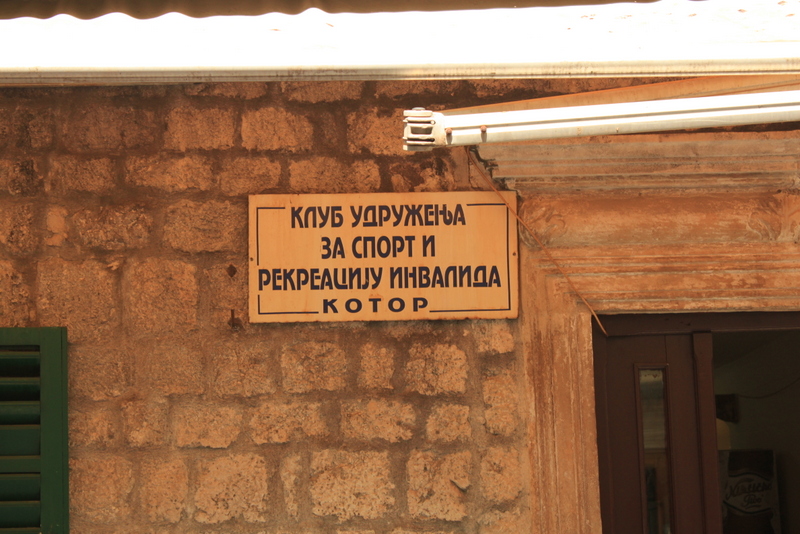 КЛУБ УДРУЖЕЊА
ЗА СПОРТ И
РЕКРЕАЦИЈУ ИНВАЛИДА
КОТОР